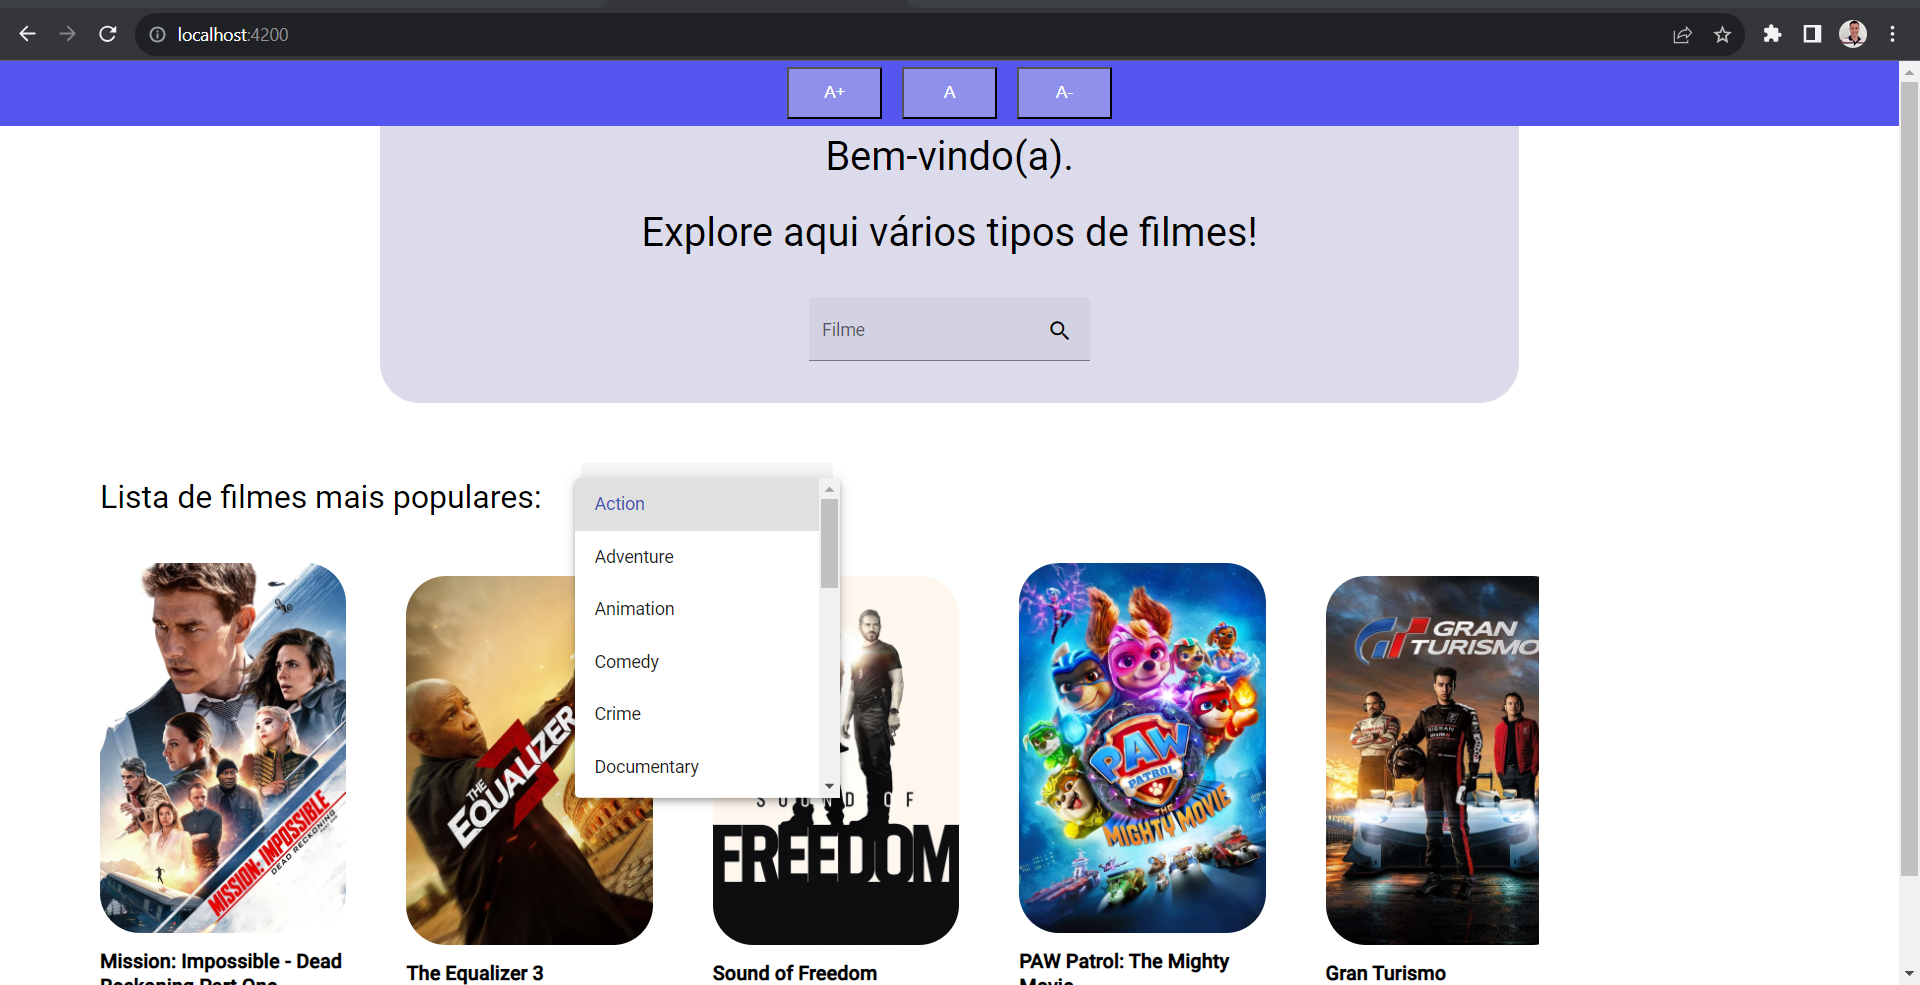 localhost:4200
A+
A
A-
Bem-vindo(a).
Explore aqui vários tipos de filmes!
Filme
Lista de filmes mais populares:
Action
Adventure
Animation
Comedy
Crime
Documentary
MISSION: IMPOSSIBLE
DEAD RECKONING
THE
EQUALIZER
3
SOUND OF
FREEDOM
PAW
PATROL
THE
MIGHTY MOVIE
GRAN
TURISMO
Mission: Impossible - Dead
Reckoning Part One
The Equalizer 3
Sound of Freedom
PAW Patrol: The Mighty
Movie
Gran Turismo